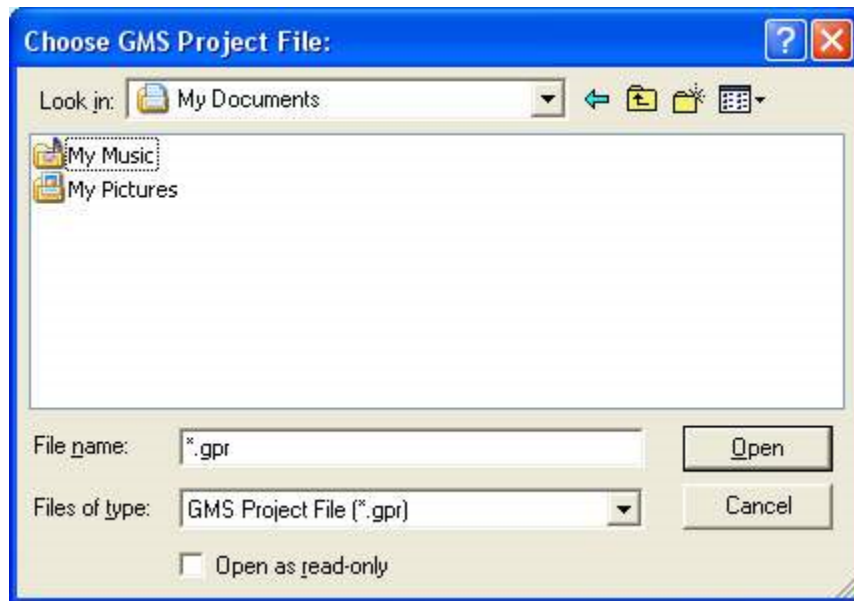 Choose GMS Project File:
Look in: My Documents
My Music
My Pictures
File name: *.gpr Open
Files of type: GMS Project File (*.gpr) Cancel
Open as read-only